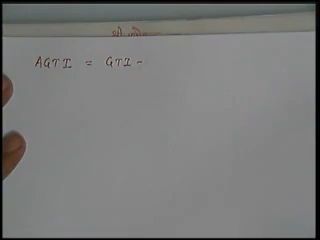 AGTI = GTI -